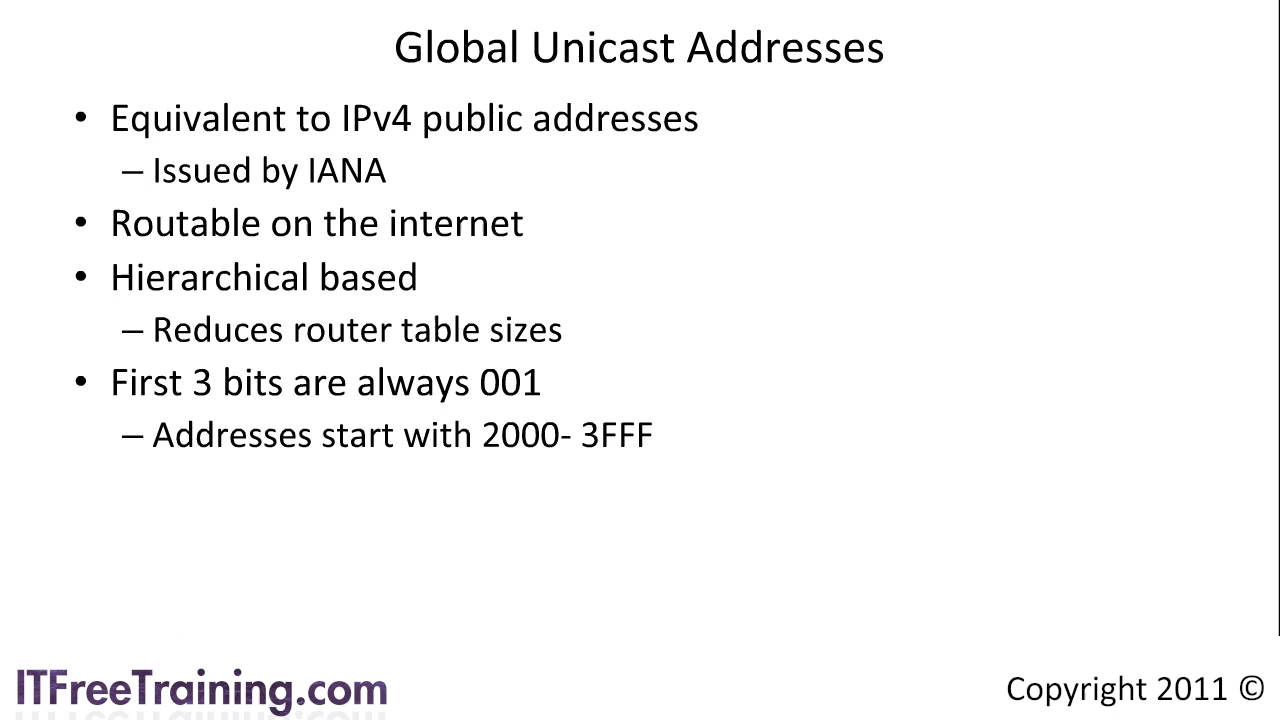 Global Unicast Addresses
• Equivalent to IPv4 public addresses
– Issued by IANA
• Routable on the internet
• Hierarchical based
– Reduces router table sizes
• First 3 bits are always 001
– Addresses start with 2000- 3FFF
ITFreeTraining.com
Copyright 2011 ©